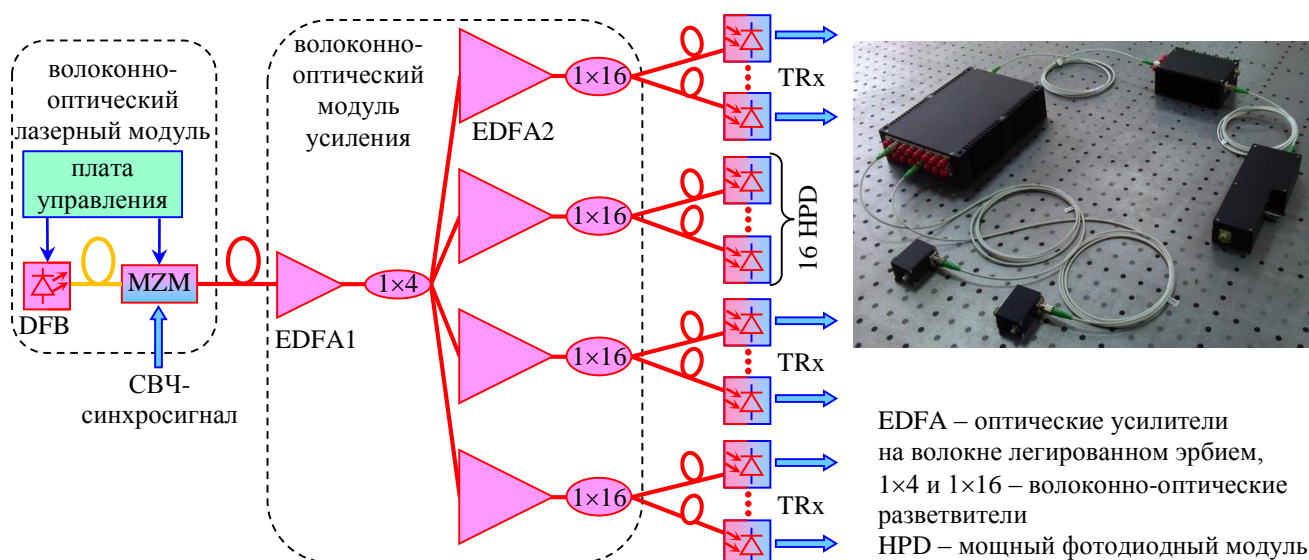 волоконно-
оптический
лазерный модуль
плата
управления
DFB
MZM
СВЧ-
синхросигнал
волоконно-
оптический
модуль
усиления
EDFA1
1×4
EDFA2
1×16
1×16
1×16
1×16
TRx
16 HPD
TRx
TRx
EDFA – оптические усилители
на волокне легированном эрбием,
1×4 и 1×16 – волоконно-оптические
разветвители
HPD – мощный фотодиодный модуль